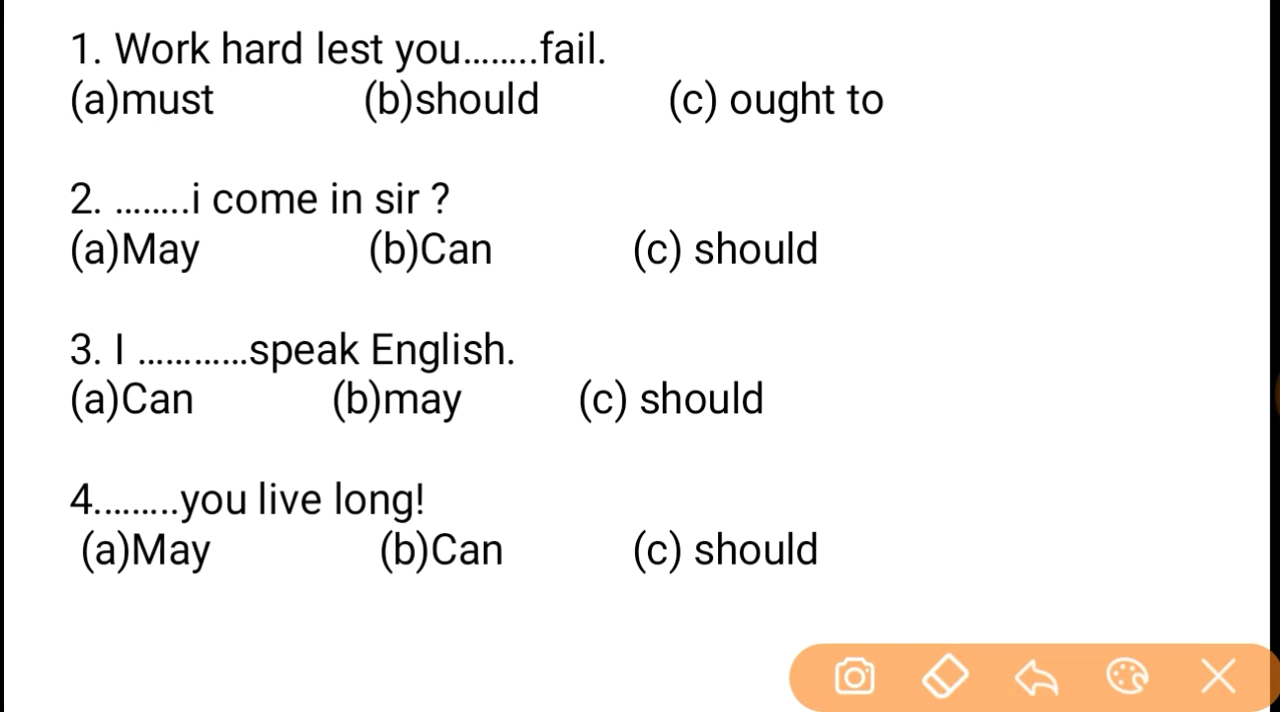 1. Work hard lest you........fail.
(a)must (b)should (c) ought to
2. ........i come in sir ?
(a)May (b)Can (c) should
3. I ............speak English.
(a)Can (b)may (c) should
4.........you live long!
(a)May (b)Can (c) should